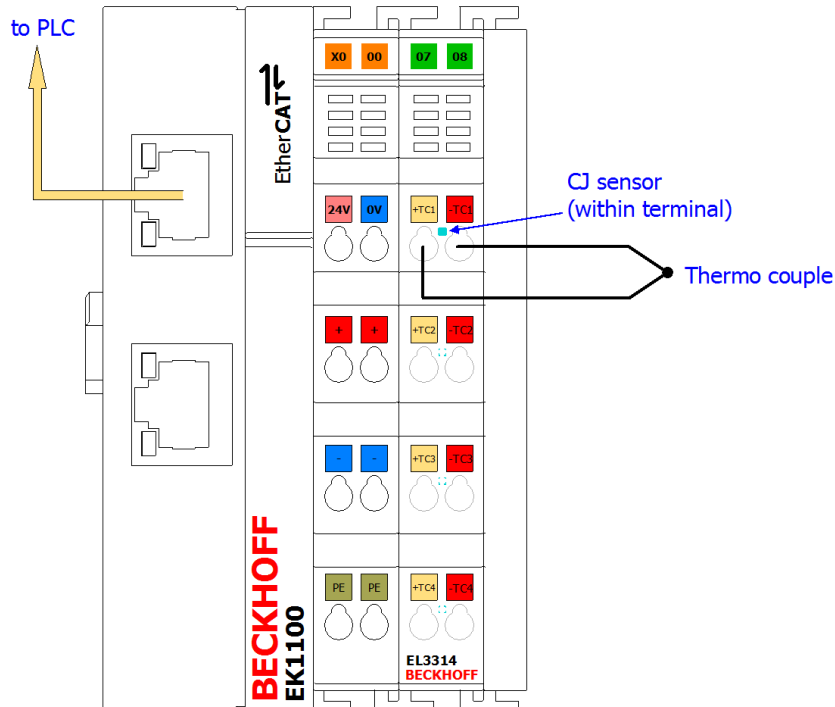 to PLC
X0 00 07 08
EtherCAT
24V 0V +TC1 -TC1
CJ sensor
(within terminal)
Thermo couple
+ + +TC2 -TC2
- - +TC3 -TC3
PE PE +TC4 -TC4
BECKHOFF
EK1100
EL3314
BECKHOFF